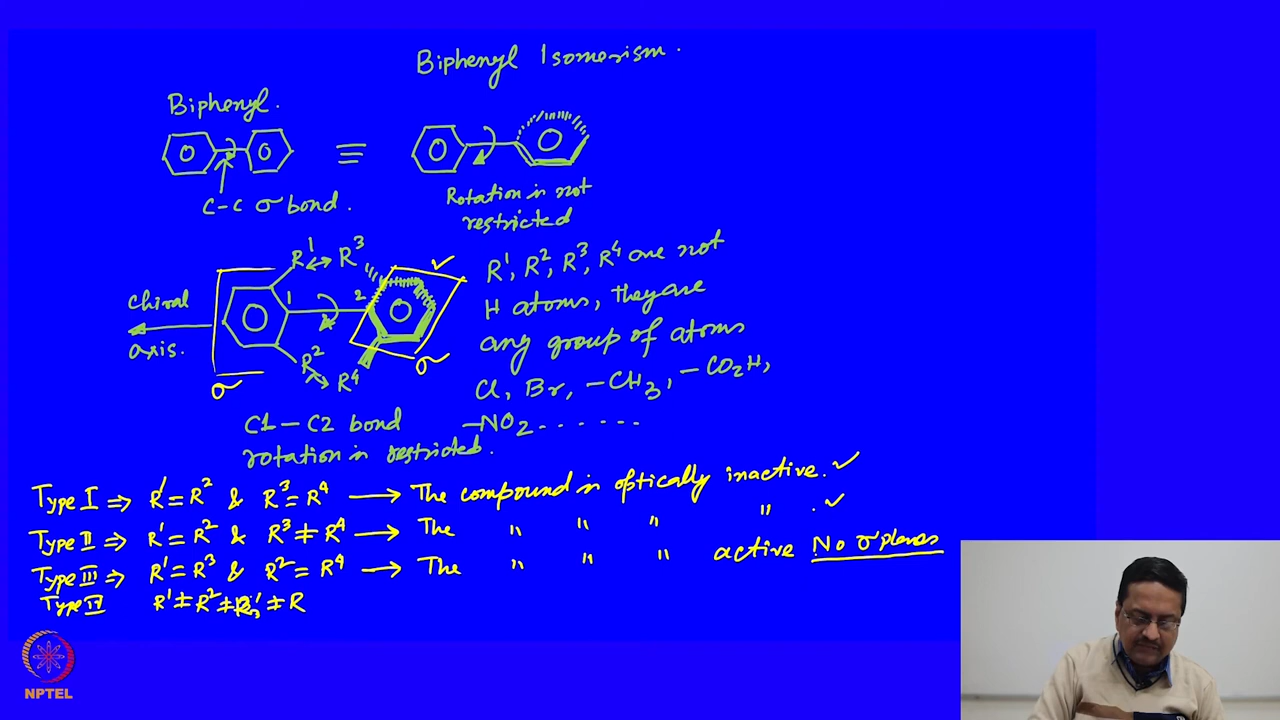 Biphenyl Isomerism.
Biphenyl.
C-C σ bond.
Rotation is not
restricted
R¹ R³
1 2
R² R⁴
σ σ
chiral
axis.
C1 – C2 bond
rotation is restricted.
R¹, R², R³, R⁴ are not
H atoms, they are
any group of atoms
Cl, Br, –CH3, –CO2H,
–NO2 . . . . . .
Type I ⇒ R¹ = R² & R³ = R⁴ → The compound is optically inactive. ✓
Type II ⇒ R¹ = R² & R³ ≠ R⁴ → The " " " " . ✓
Type III ⇒ R¹ = R³ & R² = R⁴ → The " " " active No σ planes
Type IV R¹ ≠ R² ≠ ≠ R
NPTEL